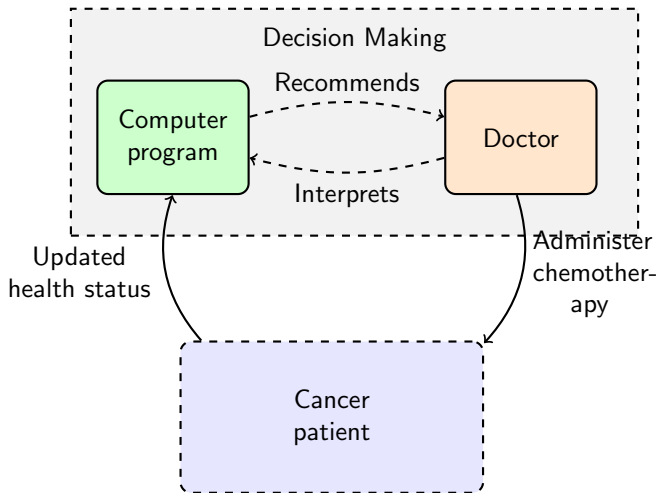 Decision Making
Recommends
Computer
program
Doctor
Interprets
Updated
health status
Administer
chemother-
apy
Cancer
patient